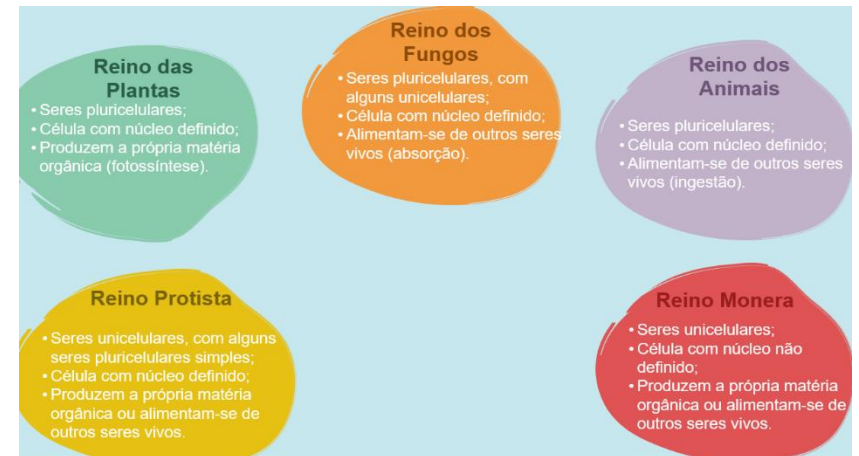 Reino das
Plantas
• Seres pluricelulares;
• Célula com núcleo definido;
• Produzem a própria matéria
orgânica (fotossíntese).
Reino dos
Fungos
• Seres pluricelulares, com
alguns unicelulares;
• Célula com núcleo definido;
• Alimentam-se de outros seres
vivos (absorção).
Reino dos
Animais
• Seres pluricelulares;
• Célula com núcleo definido;
• Alimentam-se de outros seres
vivos (ingestão).
Reino Protista
• Seres unicelulares, com alguns
seres pluricelulares simples;
• Célula com núcleo definido;
• Produzem a própria matéria
orgânica ou alimentam-se de
outros seres vivos.
Reino Monera
• Seres unicelulares;
• Célula com núcleo não
definido;
• Produzem a própria matéria
orgânica ou alimentam-se de
outros seres vivos.